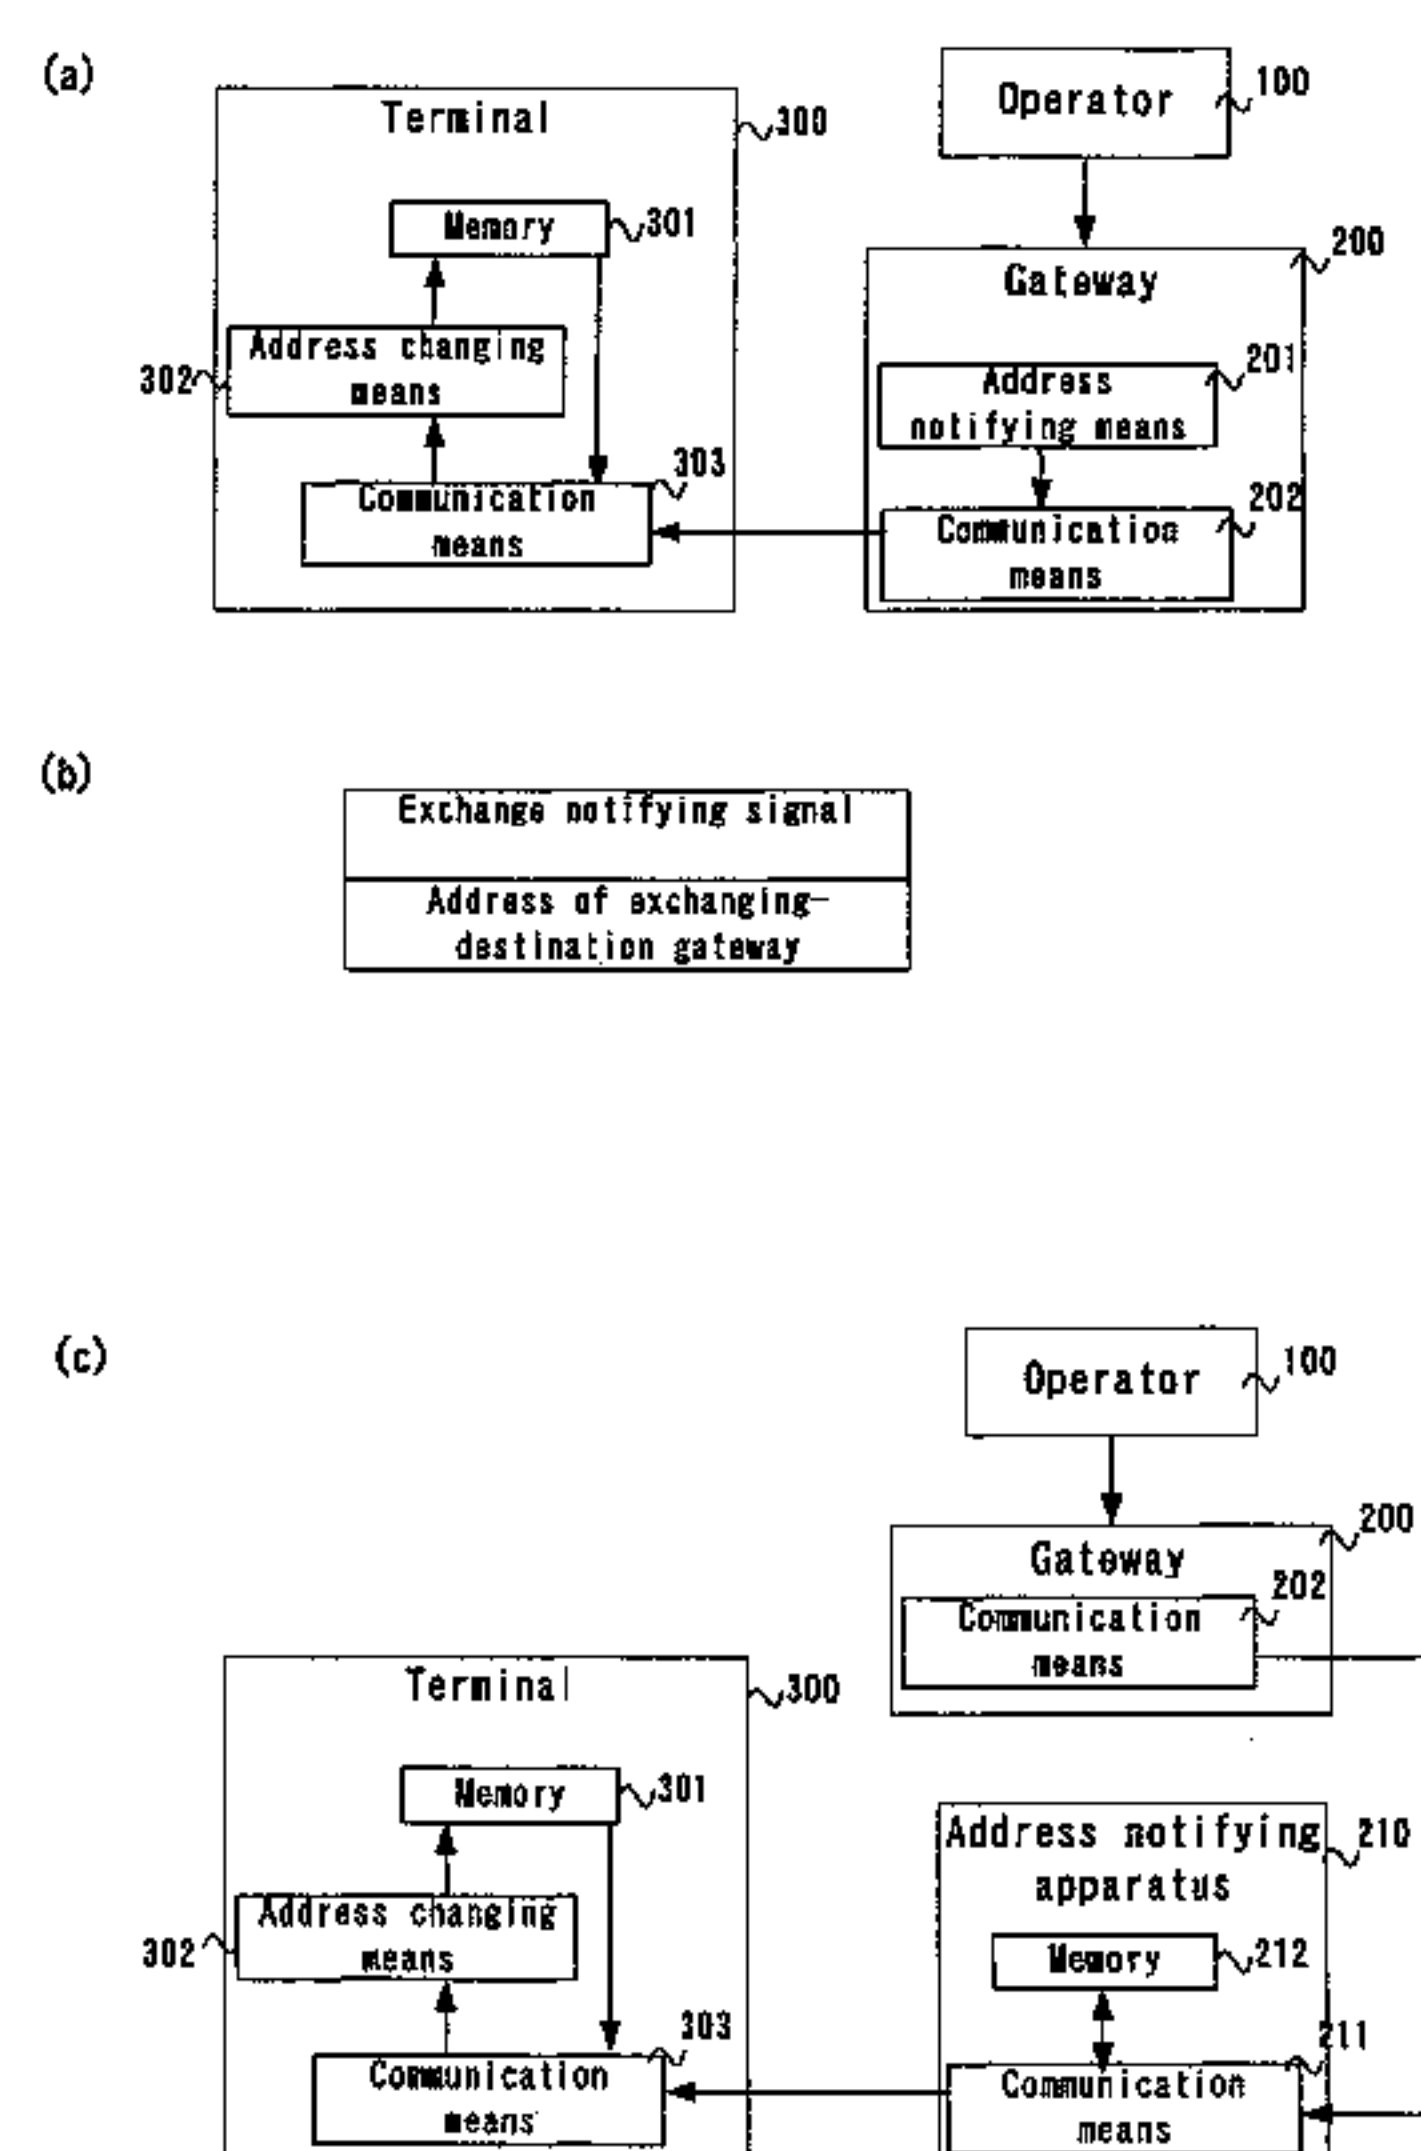 (a)
Operator
100
Terminal
300
Memory
301
200
Gateway
Address changing
means
302
201
Address
notifying means
303
Communication
means
202
Communication
means
(b)
Exchange notifying signal
Address of exchanging-
destination gateway
(c)
Operator
100
200
Gateway
202
Communication
means
Terminal
300
Memory
301
Address notifying
apparatus
210
Address changing
means
302
Memory
212
303
211
Communication
means
Communication
means